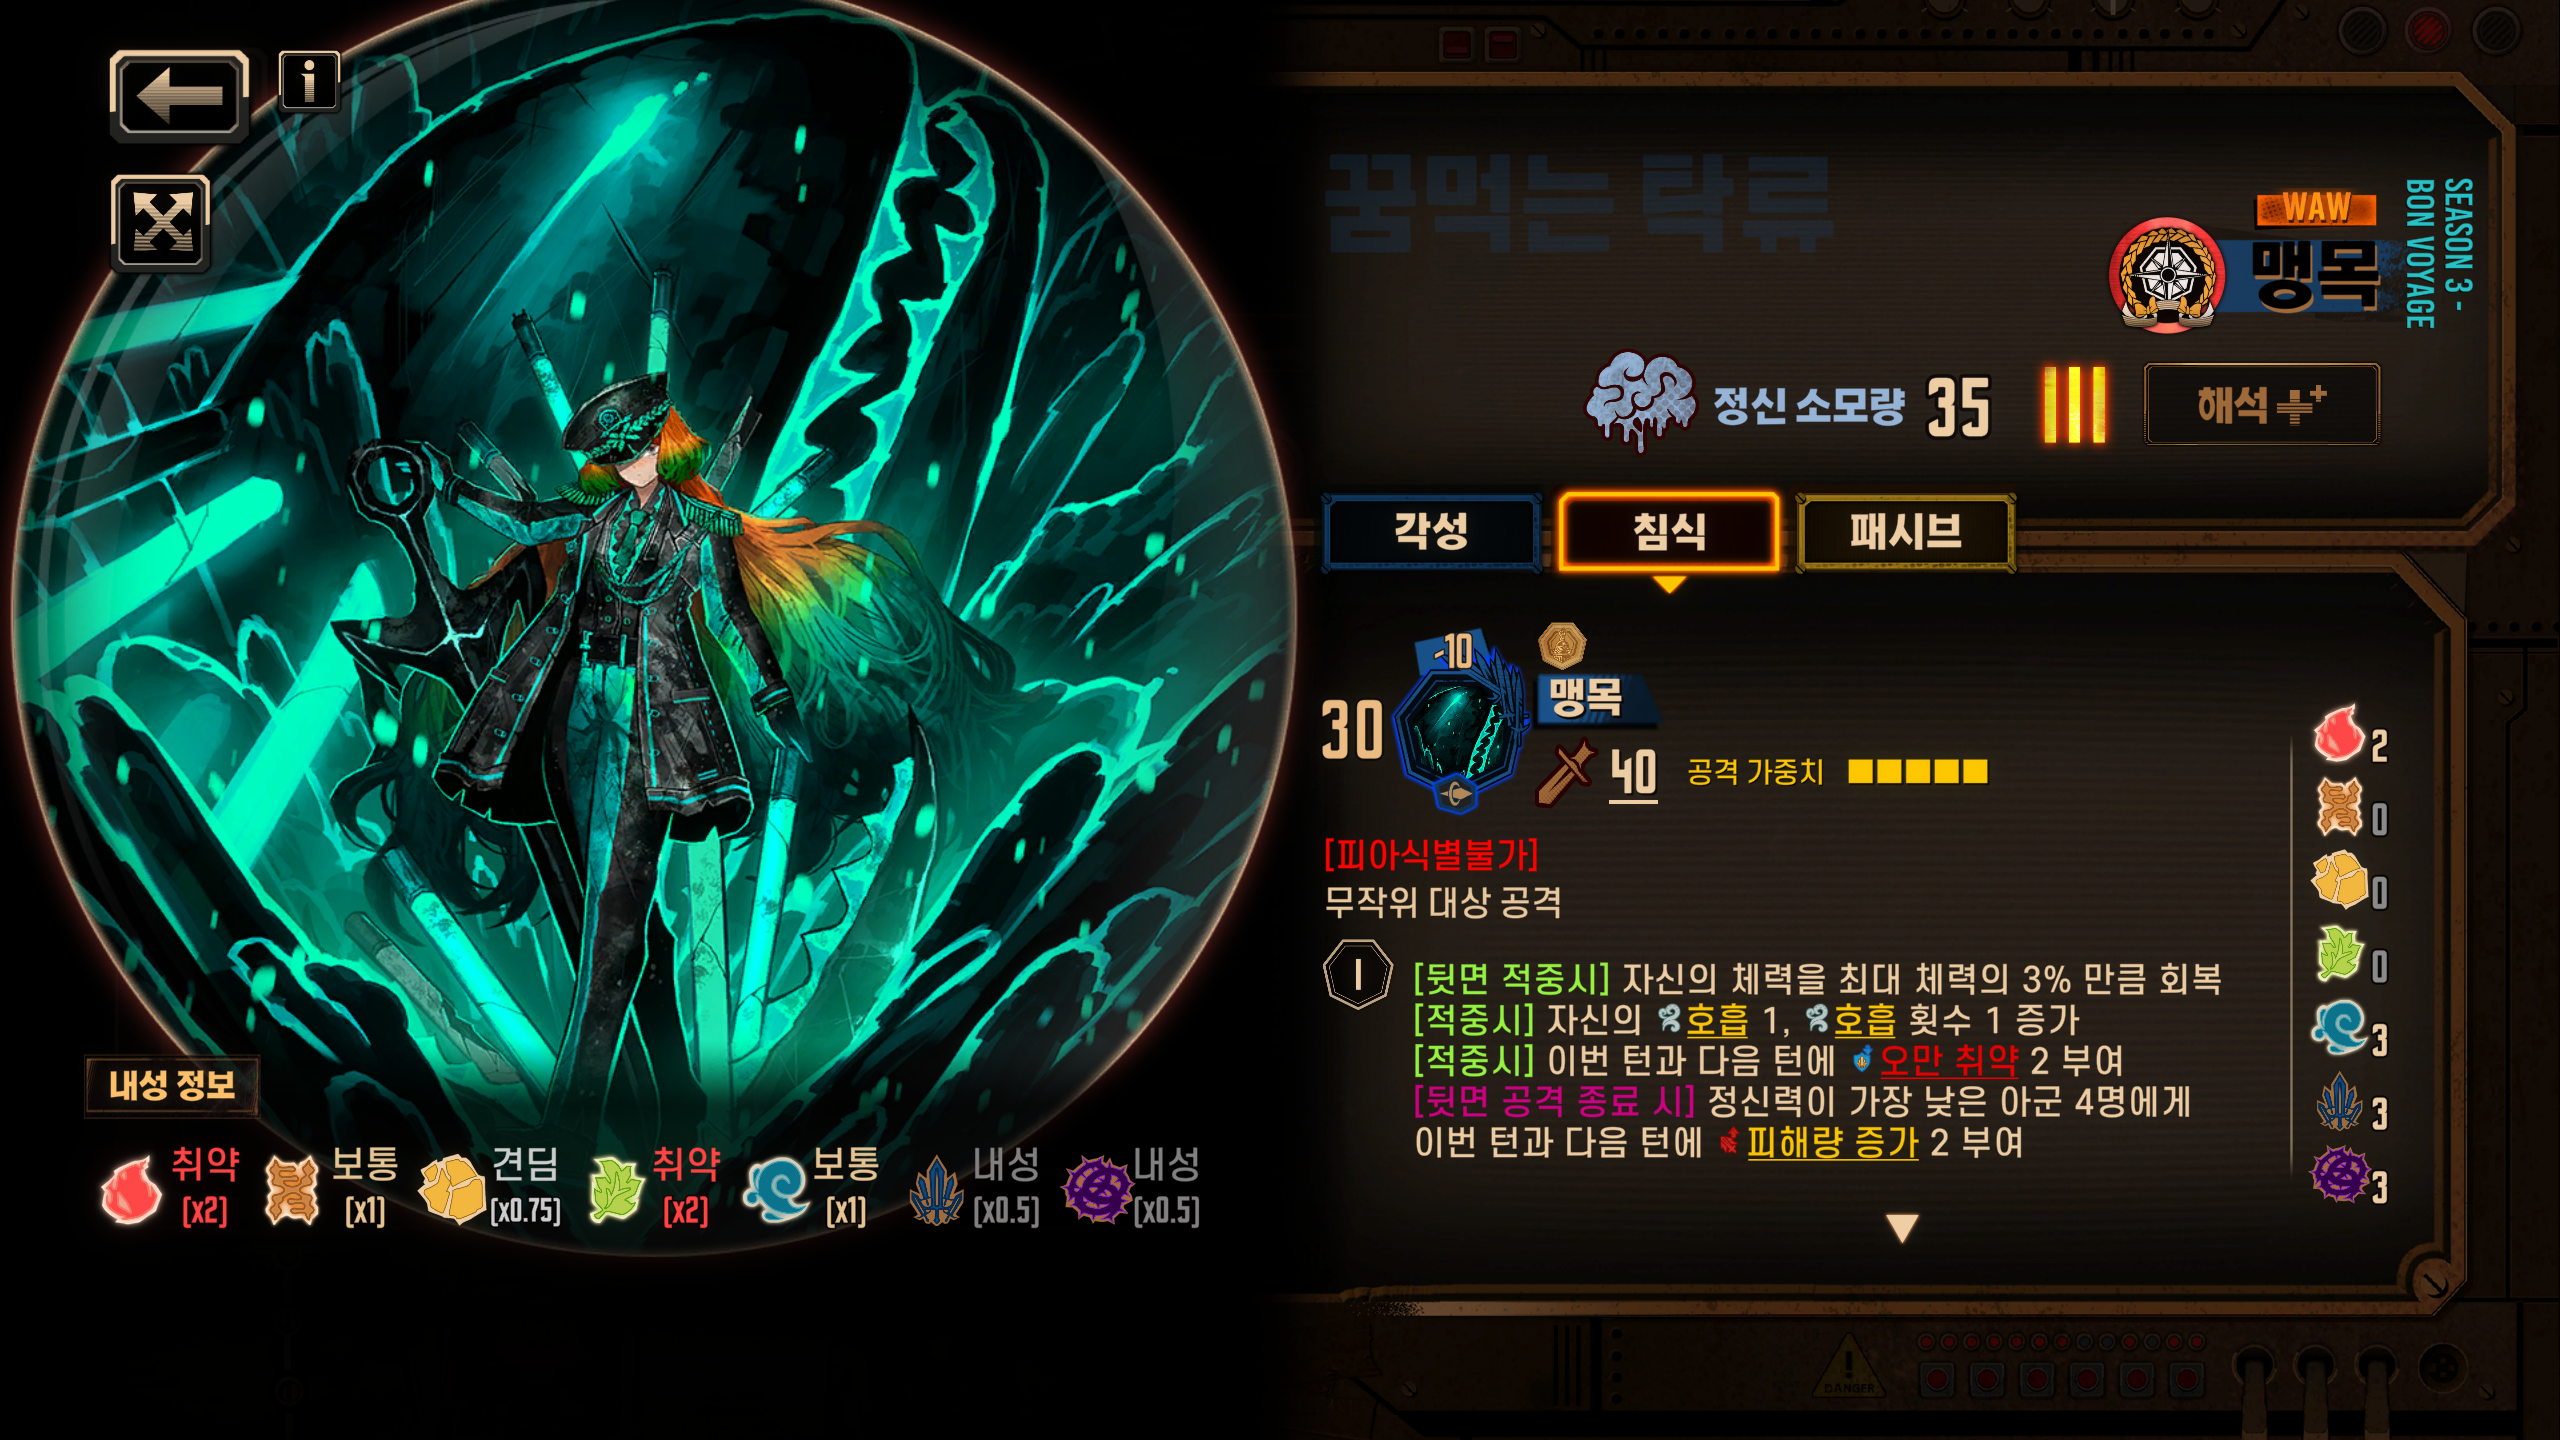 꿈먹는 탁류
WAW
맹목
SEASON 3 -
BON VOYAGE
정신 소모량 35
해석
각성
침식
패시브
30
-10
맹목
40
공격 가중치
[피아식별불가]
무작위 대상 공격
I
[뒷면 적중시] 자신의 체력을 최대 체력의 3% 만큼 회복
[적중시] 자신의 호흡 1, 호흡 횟수 1 증가
[적중시] 이번 턴과 다음 턴에 오만 취약 2 부여
[뒷면 공격 종료 시] 정신력이 가장 낮은 아군 4명에게
이번 턴과 다음 턴에 피해량 증가 2 부여
2
0
0
0
3
3
3
내성 정보
취약 보통 견딤 취약 보통 내성 내성
[x2] [x1] [x0.75] [x2] [x1] [x0.5] [x0.5]
DANGER